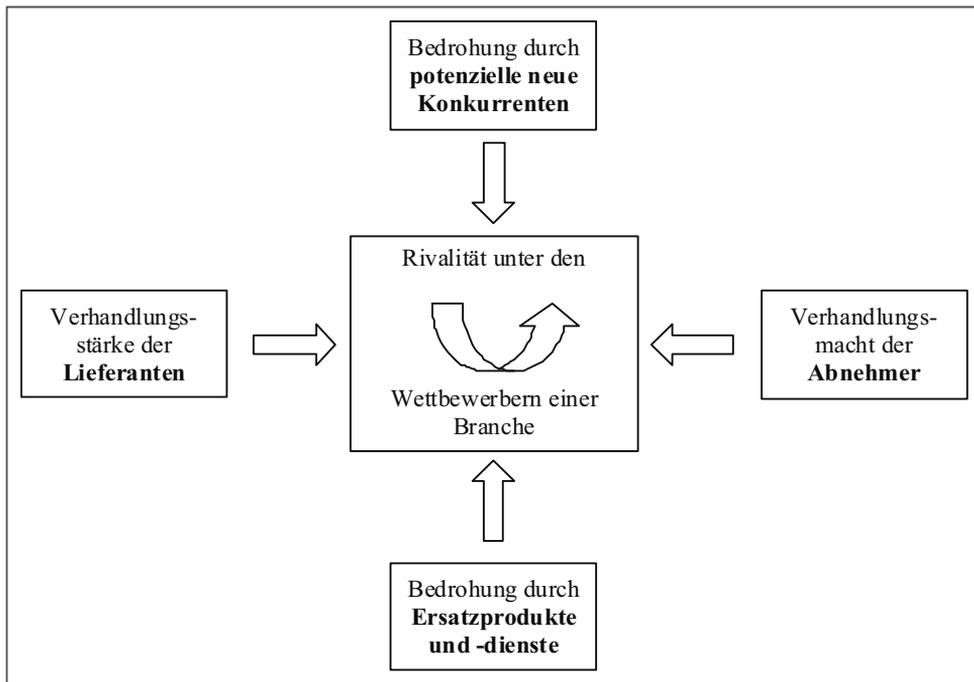 Bedrohung durch
potenzielle neue
Konkurrenten
Rivalität unter den
Wettbewerbern einer
Branche
Verhandlungs-
stärke der
Lieferanten
Verhandlungs-
macht der
Abnehmer
Bedrohung durch
Ersatzprodukte
und -dienste